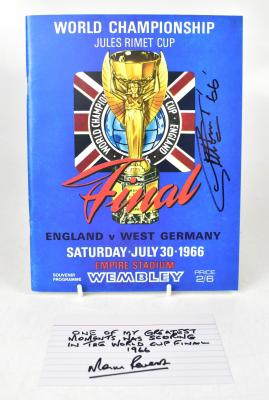 WORLD CHAMPIONSHIP
JULES RIMET CUP
WORLD CHAMPIONSHIP
CUP
ENGLAND
Final
ENGLAND v WEST GERMANY
SATURDAY · JULY 30 · 1966
EMPIRE STADIUM
SOUVENIR
PROGRAMME
WEMBLEY
PRICE
2/6
66'
ONE OF MY GREATEST
MOMENTS WAS SCORING
IN THE WORLD CUP FINAL
1966